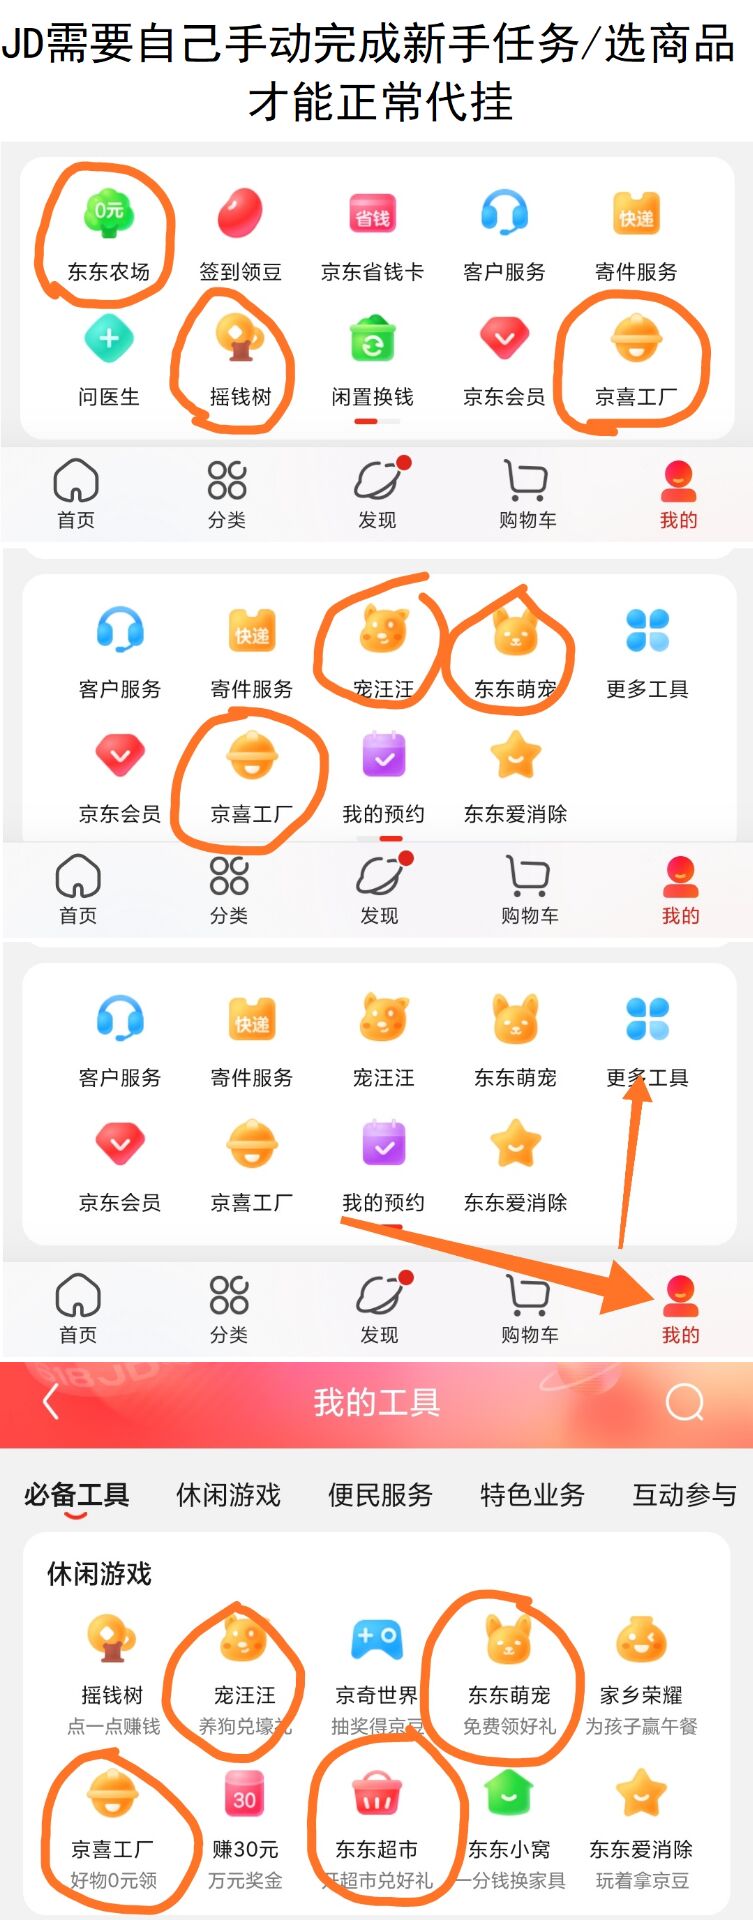 JD需要自己手动完成新手任务/选商品
才能正常代挂
0元 省钱 快递
东东农场 签到领豆 京东省钱卡 客户服务 寄件服务
问医生 摇钱树 闲置换钱 京东会员 京喜工厂
首页 分类 发现 购物车 我的
快递
客户服务 寄件服务 宠汪汪 东东萌宠 更多工具
京东会员 京喜工厂 我的预约 东东爱消除
首页 分类 发现 购物车 我的
快递
客户服务 寄件服务 宠汪汪 东东萌宠 更多工具
京东会员 京喜工厂 我的预约 东东爱消除
首页 分类 发现 购物车 我的
618JD
我的工具
必备工具 休闲游戏 便民服务 特色业务 互动参与
休闲游戏
摇钱树 宠汪汪 京奇世界 东东萌宠 家乡荣耀
点一点赚钱 养狗兑壕礼 抽奖得京豆 免费领好礼 为孩子赢午餐
30
京喜工厂 赚30元 东东超市 东东小窝 东东爱消除
好物0元领 万元奖金 开超市兑好礼 一分钱换家具 玩着拿京豆